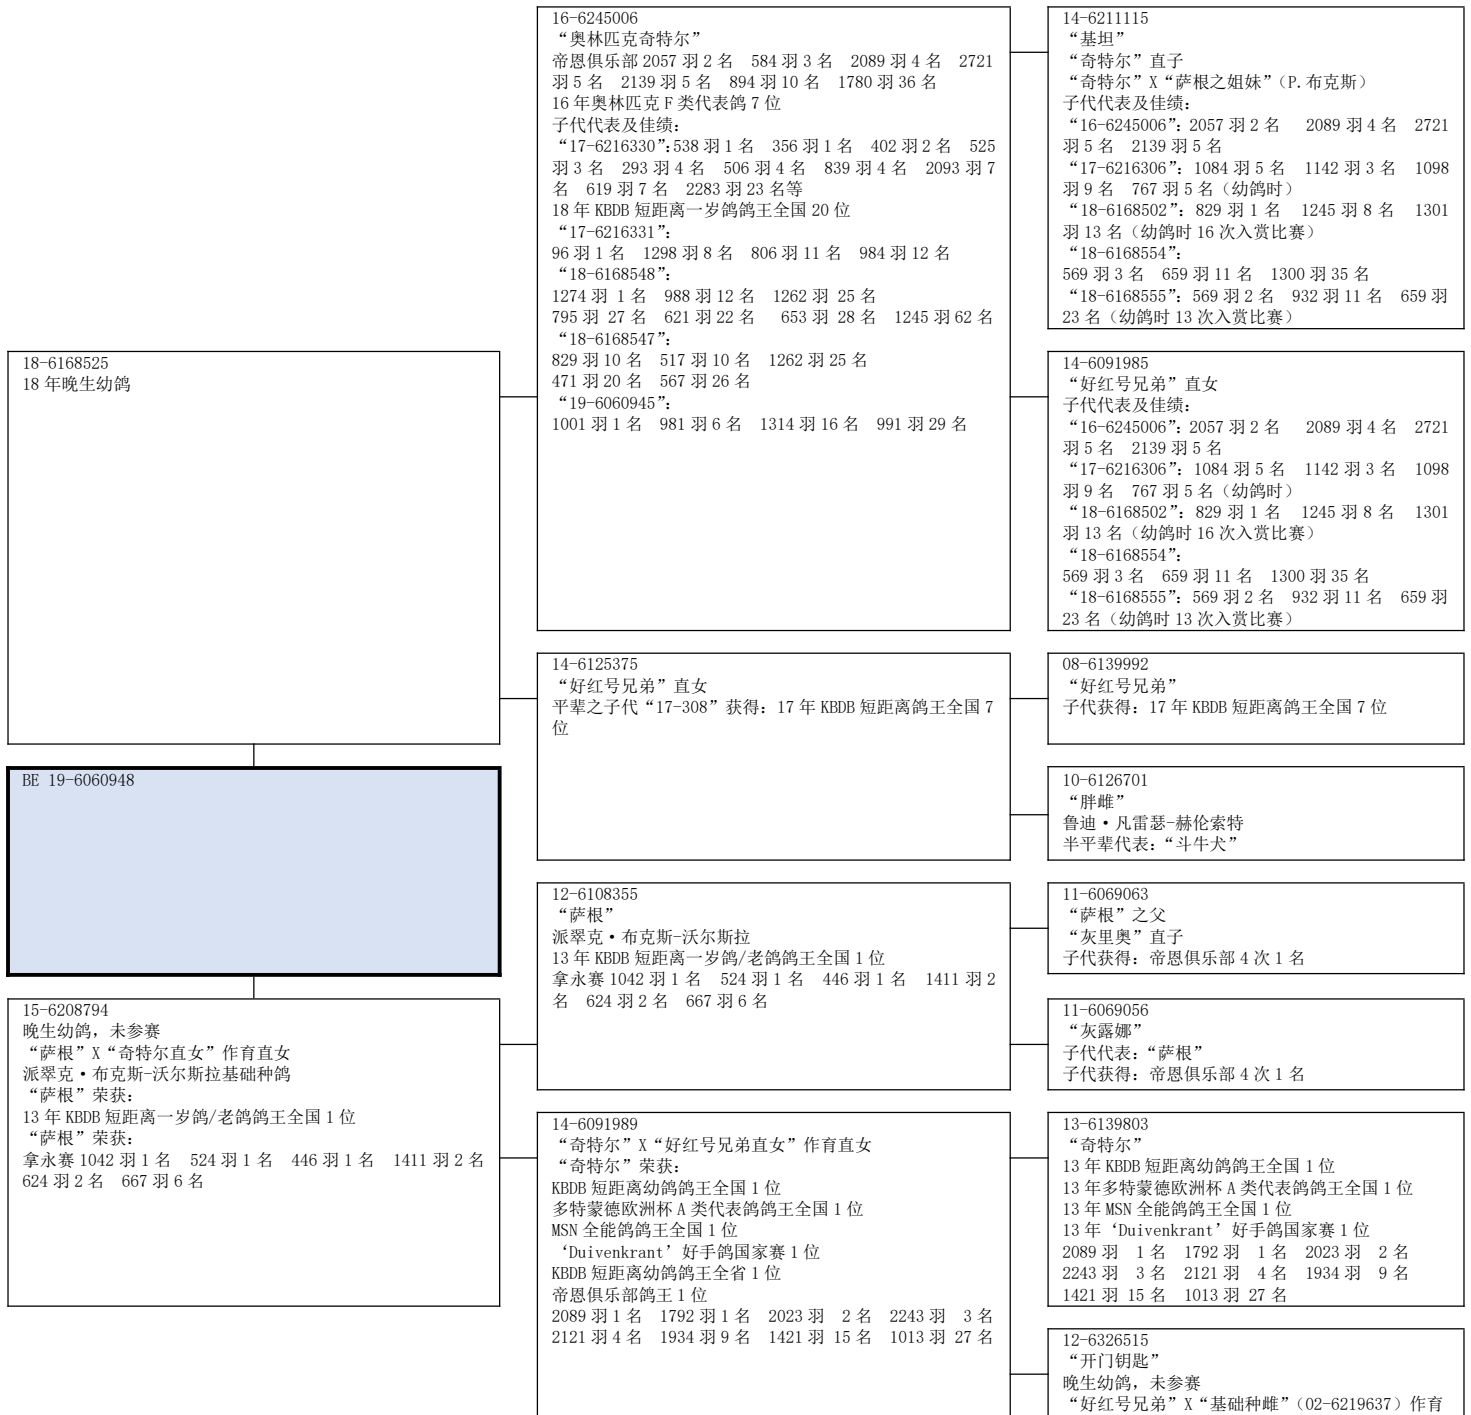 18-6168525
18 年晚生幼鸽
BE 19-6060948
15-6208794
晚生幼鸽，未参赛
“萨根”X“奇特尔直女”作育直女
派翠克·布克斯-沃尔斯拉基础种鸽
“萨根”荣获：
13 年 KBDB 短距离一岁鸽/老鸽鸽王全国 1 位
“萨根”荣获：
拿永赛 1042 羽 1 名 524 羽 1 名 446 羽 1 名 1411 羽 2 名
624 羽 2 名 667 羽 6 名
16-6245006
“奥林匹克奇特尔”
帝恩俱乐部 2057 羽 2 名 584 羽 3 名 2089 羽 4 名 2721
羽 5 名 2139 羽 5 名 894 羽 10 名 1780 羽 36 名
16 年奥林匹克 F 类代表鸽 7 位
子代代表及佳绩：
“17-6216330”：538 羽 1 名 356 羽 1 名 402 羽 2 名 525
羽 3 名 293 羽 4 名 506 羽 4 名 839 羽 4 名 2093 羽 7
名 619 羽 7 名 2283 羽 23 名等
18 年 KBDB 短距离一岁鸽鸽王全国 20 位
“17-6216331”：
96 羽 1 名 1298 羽 8 名 806 羽 11 名 984 羽 12 名
“18-6168548”：
1274 羽 1 名 988 羽 12 名 1262 羽 25 名
795 羽 27 名 621 羽 22 名 653 羽 28 名 1245 羽 62 名
“18-6168547”：
829 羽 10 名 517 羽 10 名 1262 羽 25 名
471 羽 20 名 567 羽 26 名
“19-6060945”：
1001 羽 1 名 981 羽 6 名 1314 羽 16 名 991 羽 29 名
14-6125375
“好红号兄弟”直女
平辈之子代“17-308”获得：17 年 KBDB 短距离鸽王全国 7
位
12-6108355
“萨根”
派翠克·布克斯-沃尔斯拉
13 年 KBDB 短距离一岁鸽/老鸽鸽王全国 1 位
拿永赛 1042 羽 1 名 524 羽 1 名 446 羽 1 名 1411 羽 2
名 624 羽 2 名 667 羽 6 名
14-6091989
“奇特尔”X“好红号兄弟直女”作育直女
“奇特尔”荣获：
KBDB 短距离幼鸽鸽王全国 1 位
多特蒙德欧洲杯 A 类代表鸽鸽王全国 1 位
MSN 全能鸽鸽王全国 1 位
‘Duivenkrant’好手鸽国家赛 1 位
KBDB 短距离幼鸽鸽王全省 1 位
帝恩俱乐部鸽王 1 位
2089 羽 1 名 1792 羽 1 名 2023 羽 2 名 2243 羽 3 名
2121 羽 4 名 1934 羽 9 名 1421 羽 15 名 1013 羽 27 名
14-6211115
“基坦”
“奇特尔”直子
“奇特尔”X“萨根之姐妹”（P.布克斯）
子代代表及佳绩：
“16-6245006”：2057 羽 2 名 2089 羽 4 名 2721
羽 5 名 2139 羽 5 名
“17-6216306”：1084 羽 5 名 1142 羽 3 名 1098
羽 9 名 767 羽 5 名（幼鸽时）
“18-6168502”：829 羽 1 名 1245 羽 8 名 1301
羽 13 名（幼鸽时 16 次入赏比赛）
“18-6168554”：
569 羽 3 名 659 羽 11 名 1300 羽 35 名
“18-6168555”：569 羽 2 名 932 羽 11 名 659 羽
23 名（幼鸽时 13 次入赏比赛）
14-6091985
“好红号兄弟”直女
子代代表及佳绩：
“16-6245006”：2057 羽 2 名 2089 羽 4 名 2721
羽 5 名 2139 羽 5 名
“17-6216306”：1084 羽 5 名 1142 羽 3 名 1098
羽 9 名 767 羽 5 名（幼鸽时）
“18-6168502”：829 羽 1 名 1245 羽 8 名 1301
羽 13 名（幼鸽时 16 次入赏比赛）
“18-6168554”：
569 羽 3 名 659 羽 11 名 1300 羽 35 名
“18-6168555”：569 羽 2 名 932 羽 11 名 659 羽
23 名（幼鸽时 13 次入赏比赛）
08-6139992
“好红号兄弟”
子代获得：17 年 KBDB 短距离鸽王全国 7 位
10-6126701
“胖雌”
鲁迪·凡雷瑟-赫伦索特
半平辈代表：“斗牛犬”
11-6069063
“萨根”之父
“灰里奥”直子
子代获得：帝恩俱乐部 4 次 1 名
11-6069056
“灰露娜”
子代代表：“萨根”
子代获得：帝恩俱乐部 4 次 1 名
13-6139803
“奇特尔”
13 年 KBDB 短距离幼鸽鸽王全国 1 位
13 年多特蒙德欧洲杯 A 类代表鸽鸽王全国 1 位
13 年 MSN 全能鸽鸽王全国 1 位
13 年‘Duivenkrant’好手鸽国家赛 1 位
2089 羽 1 名 1792 羽 1 名 2023 羽 2 名
2243 羽 3 名 2121 羽 4 名 1934 羽 9 名
1421 羽 15 名 1013 羽 27 名
12-6326515
“开门钥匙”
晚生幼鸽，未参赛
“好红号兄弟”X“基础种雌”（02-6219637）作育